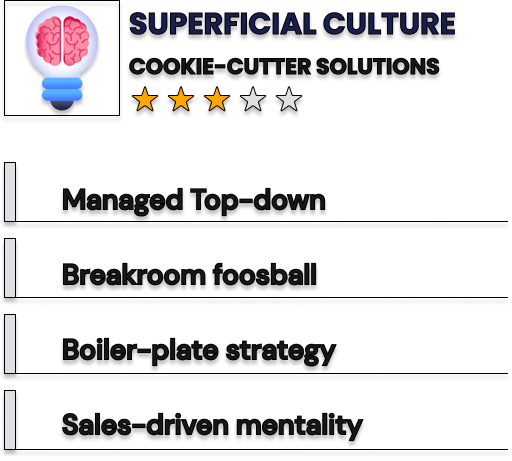 SUPERFICIAL CULTURE
COOKIE-CUTTER SOLUTIONS
Managed Top-down
Breakroom foosball
Boiler-plate strategy
Sales-driven mentality